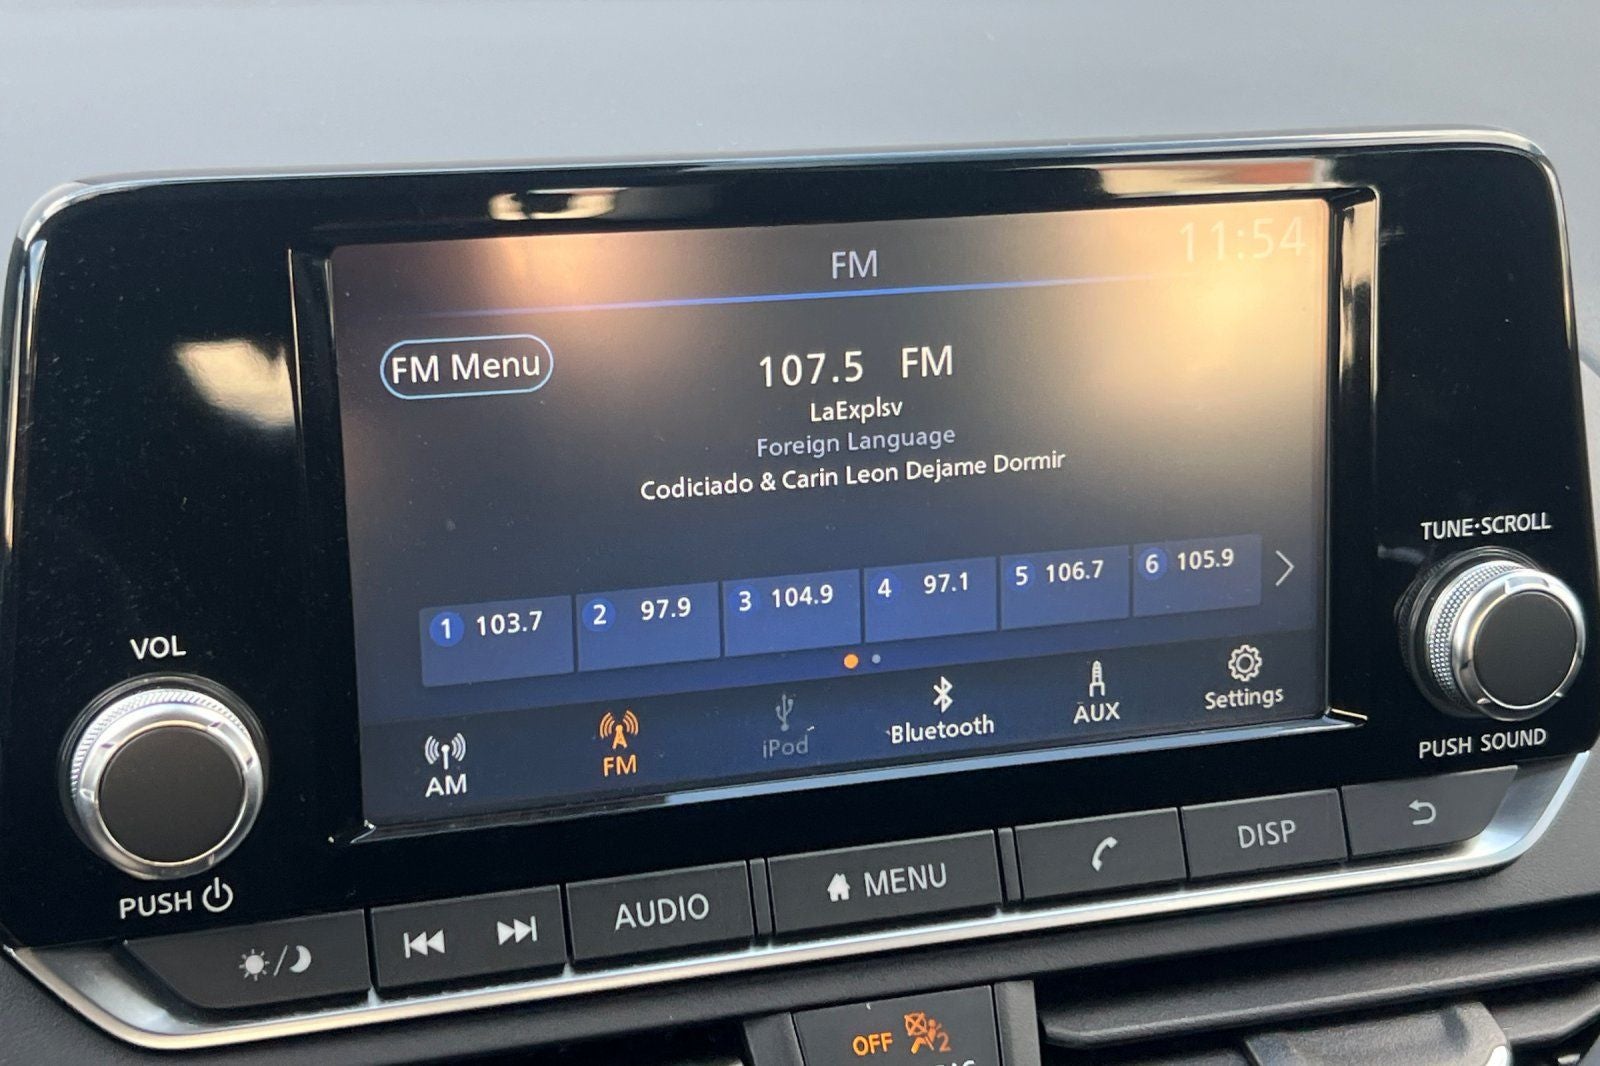 11:54
FM
FM Menu
107.5 FM
LaExplsv
Foreign Language
Codiciado & Carin Leon Dejame Dormir
1 103.7
2 97.9
3 104.9
4 97.1
5 106.7
6 105.9
AM
FM
iPod
Bluetooth
AUX
Settings
VOL
PUSH
TUNE·SCROLL
PUSH SOUND
AUDIO
MENU
DISP
OFF
2